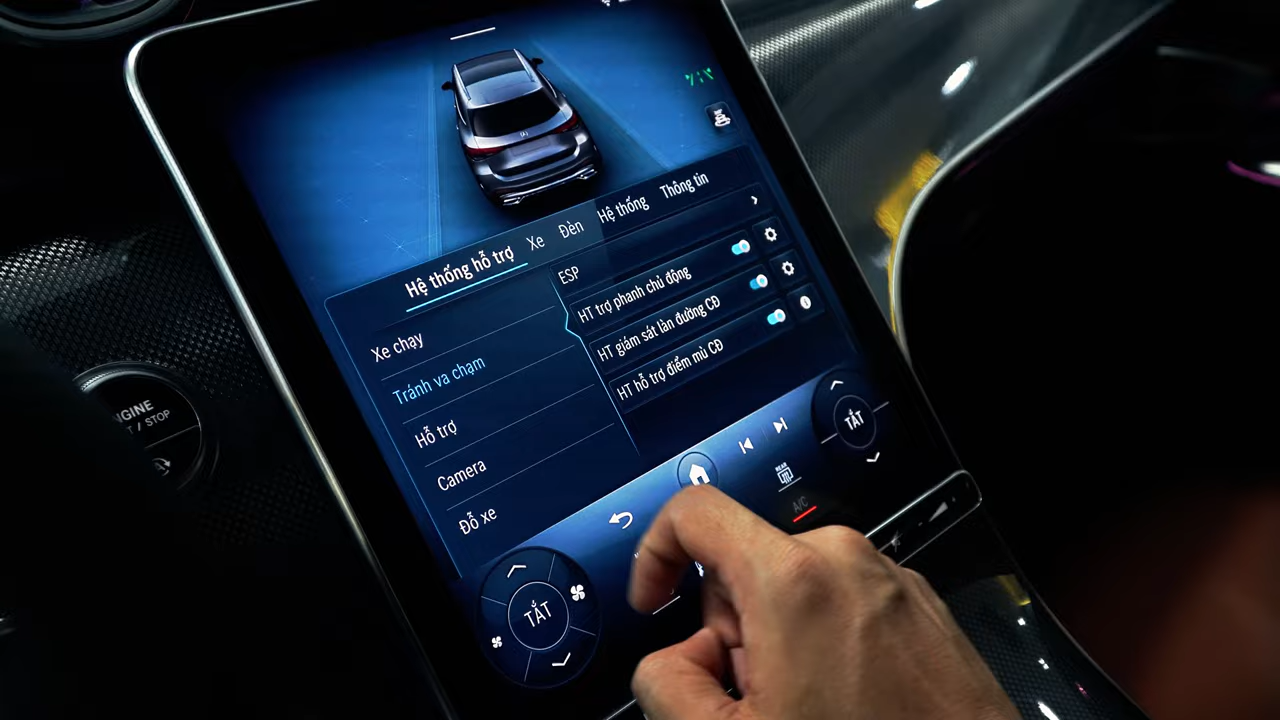 Hệ thống hỗ trợ
Xe
Đèn
Hệ thống
Thông tin
Xe chạy
Tránh va chạm
Hỗ trợ
Camera
Đỗ xe
ESP
HT trợ phanh chủ động
HT giám sát làn đường CĐ
HT hỗ trợ điểm mù CĐ
TẮT
REAR
A/C
TẮT
NGINE
T / STOP